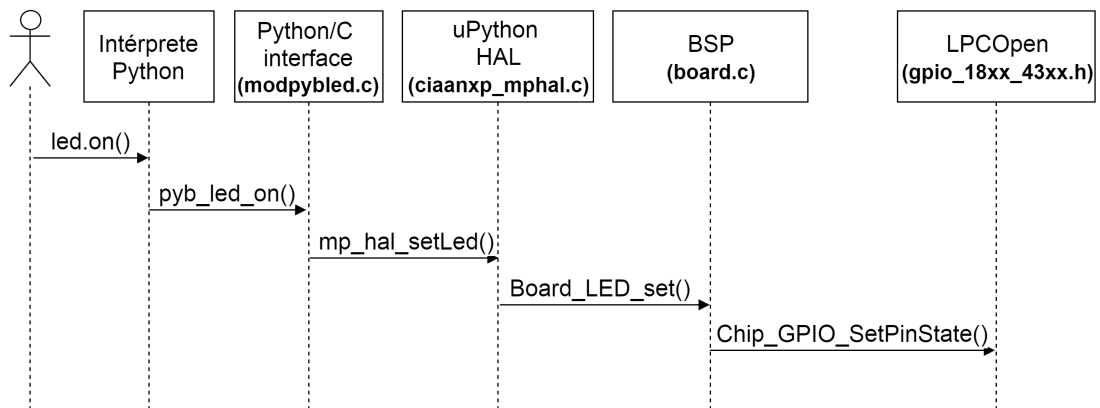 Intérprete
Python
Python/C
interface
(modpybled.c)
uPython
HAL
(ciaanxp_mphal.c)
BSP
(board.c)
LPCOpen
(gpio_18xx_43xx.h)
led.on()
pyb_led_on()
mp_hal_setLed()
Board_LED_set()
Chip_GPIO_SetPinState()